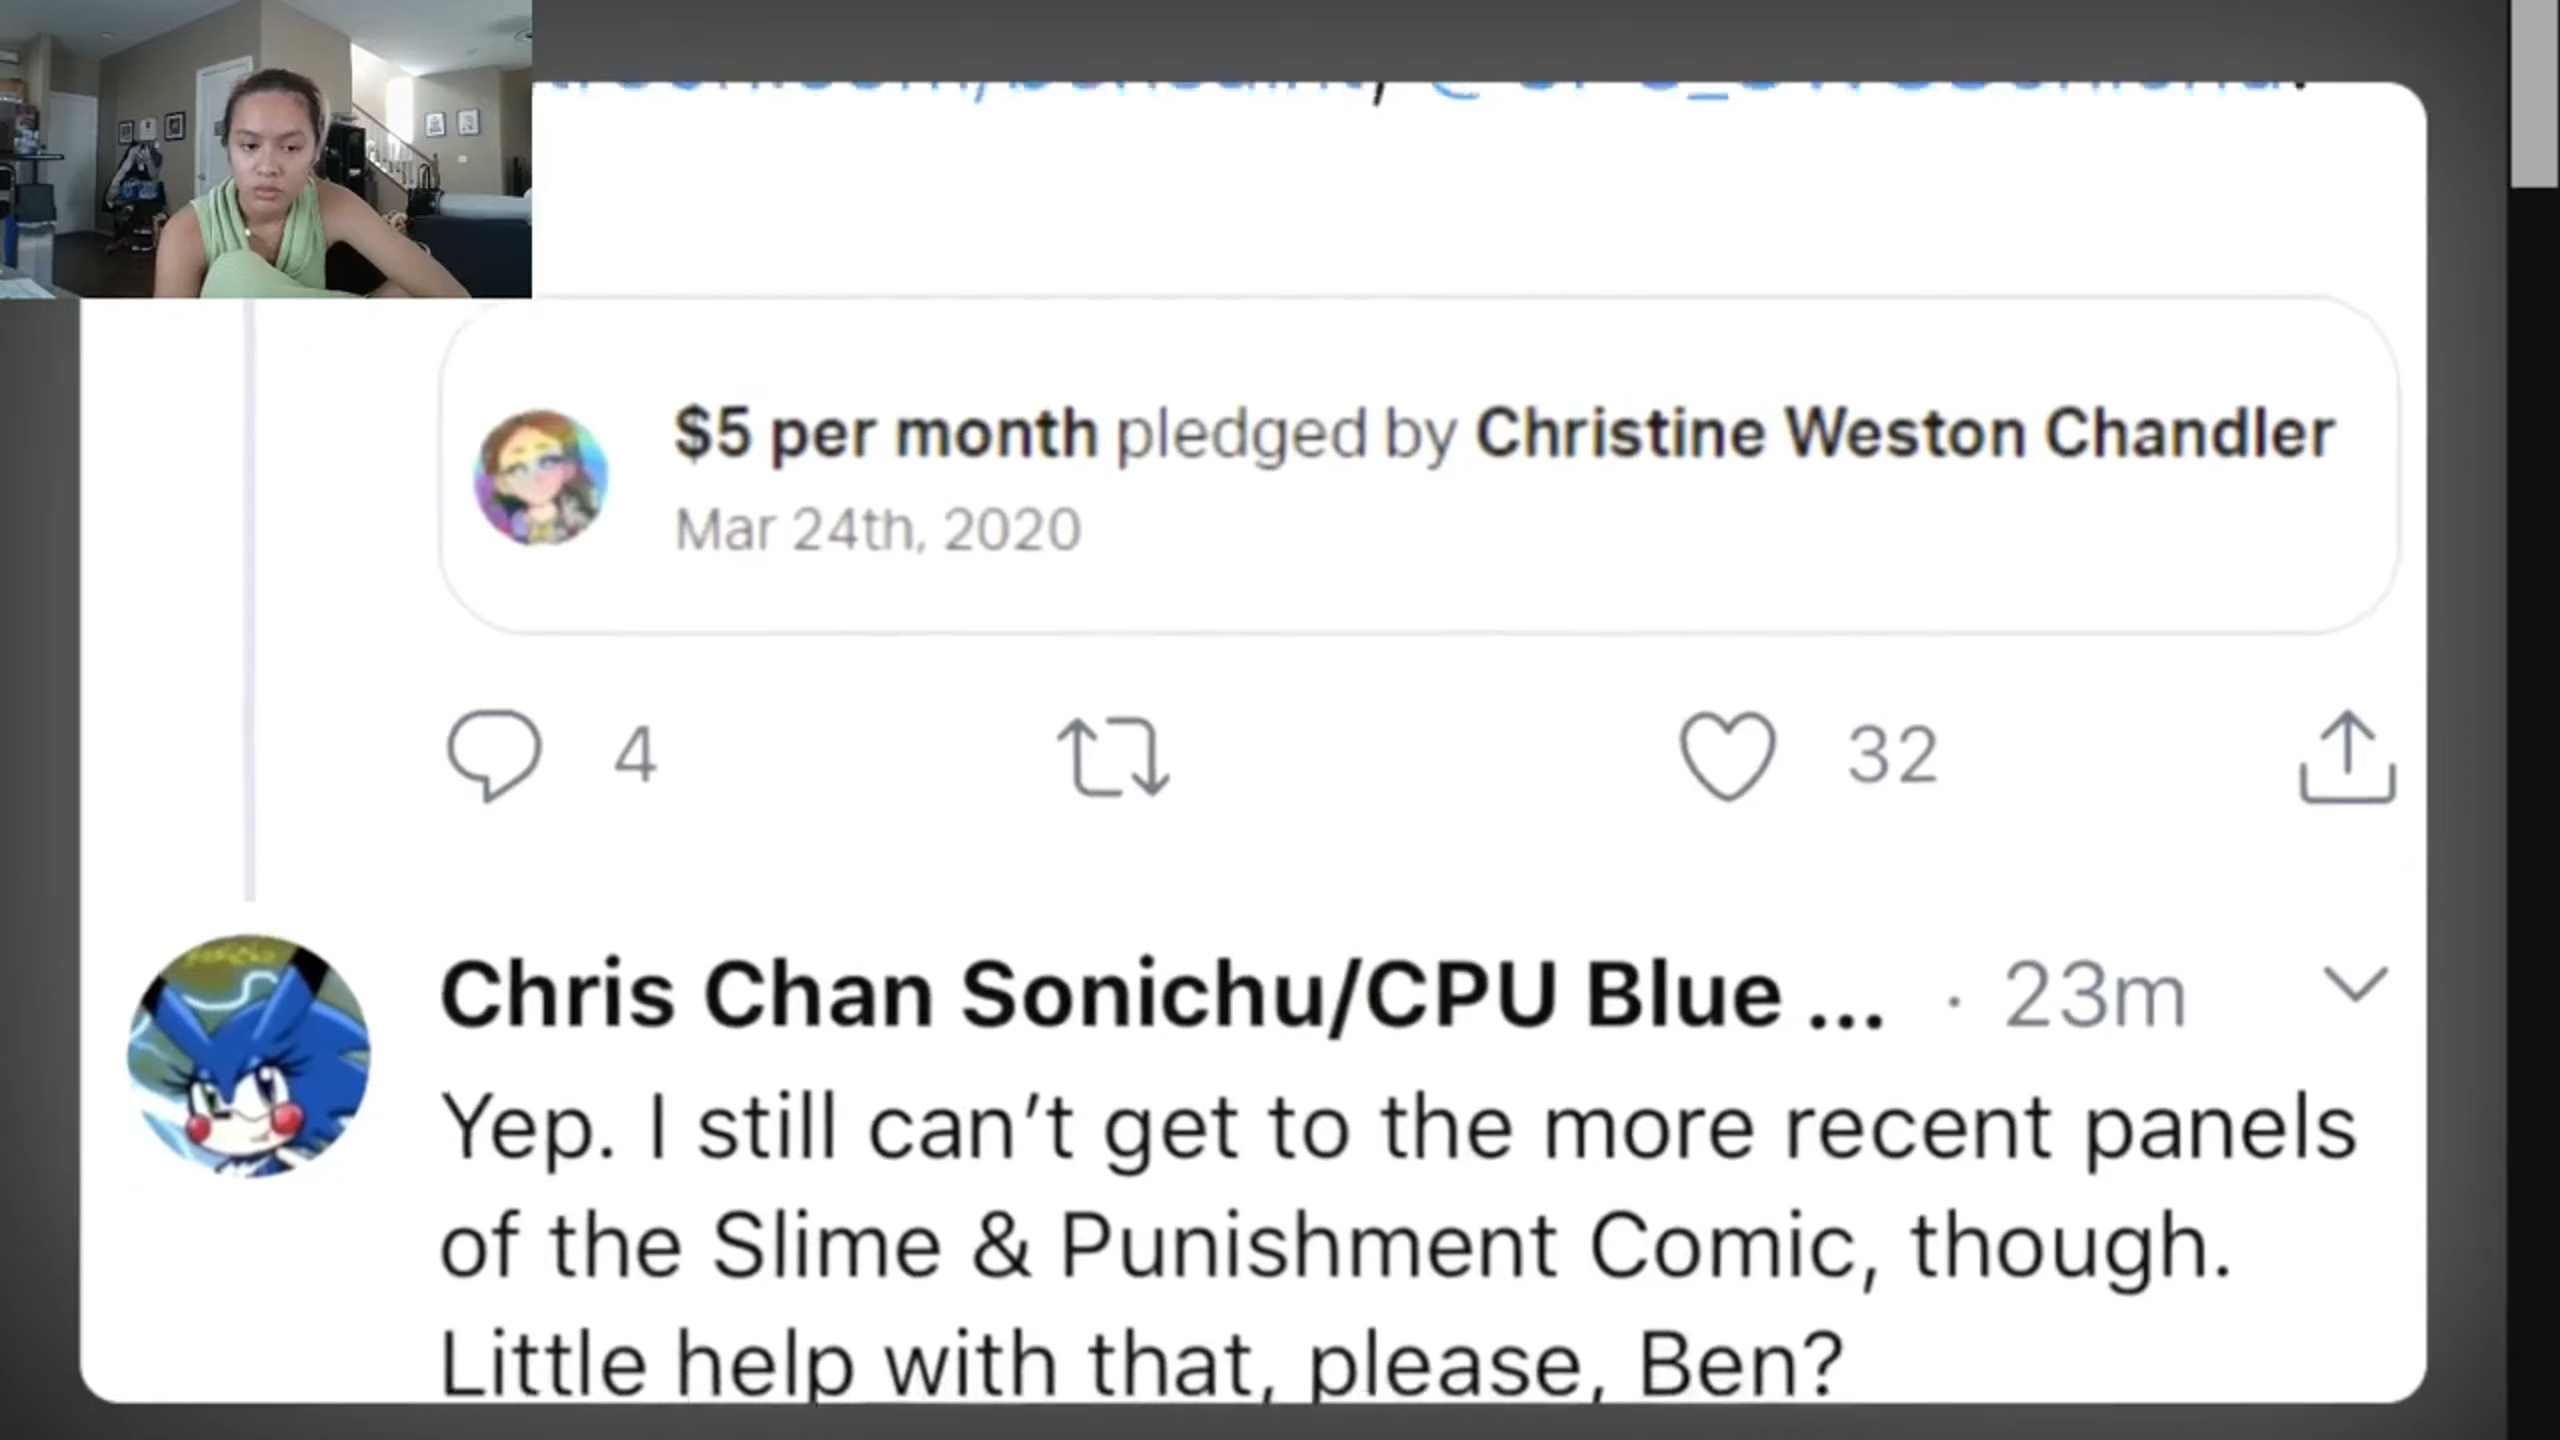 $5 per month pledged by Christine Weston Chandler
Mar 24th, 2020
4
32
Chris Chan Sonichu/CPU Blue ... · 23m
Yep. I still can't get to the more recent panels
of the Slime & Punishment Comic, though.
Little help with that, please, Ben?